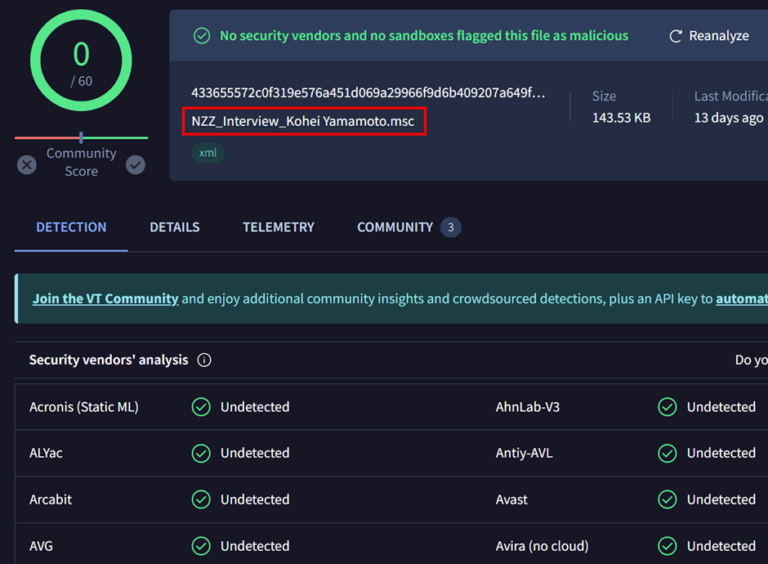 0
/ 60
Community
Score
No security vendors and no sandboxes flagged this file as malicious
Reanalyze
433655572c0f319e576a451d069a29966f9d6b409207a649f...
NZZ_Interview_Kohei Yamamoto.msc
xml
Size
143.53 KB
Last Modifica
13 days ago
DETECTION DETAILS TELEMETRY COMMUNITY 3
Join the VT Community and enjoy additional community insights and crowdsourced detections, plus an API key to automat
Security vendors' analysis
Do yo
Acronis (Static ML) Undetected AhnLab-V3 Undetected
ALYac Undetected Antiy-AVL Undetected
Arcabit Undetected Avast Undetected
AVG Undetected Avira (no cloud) Undetected